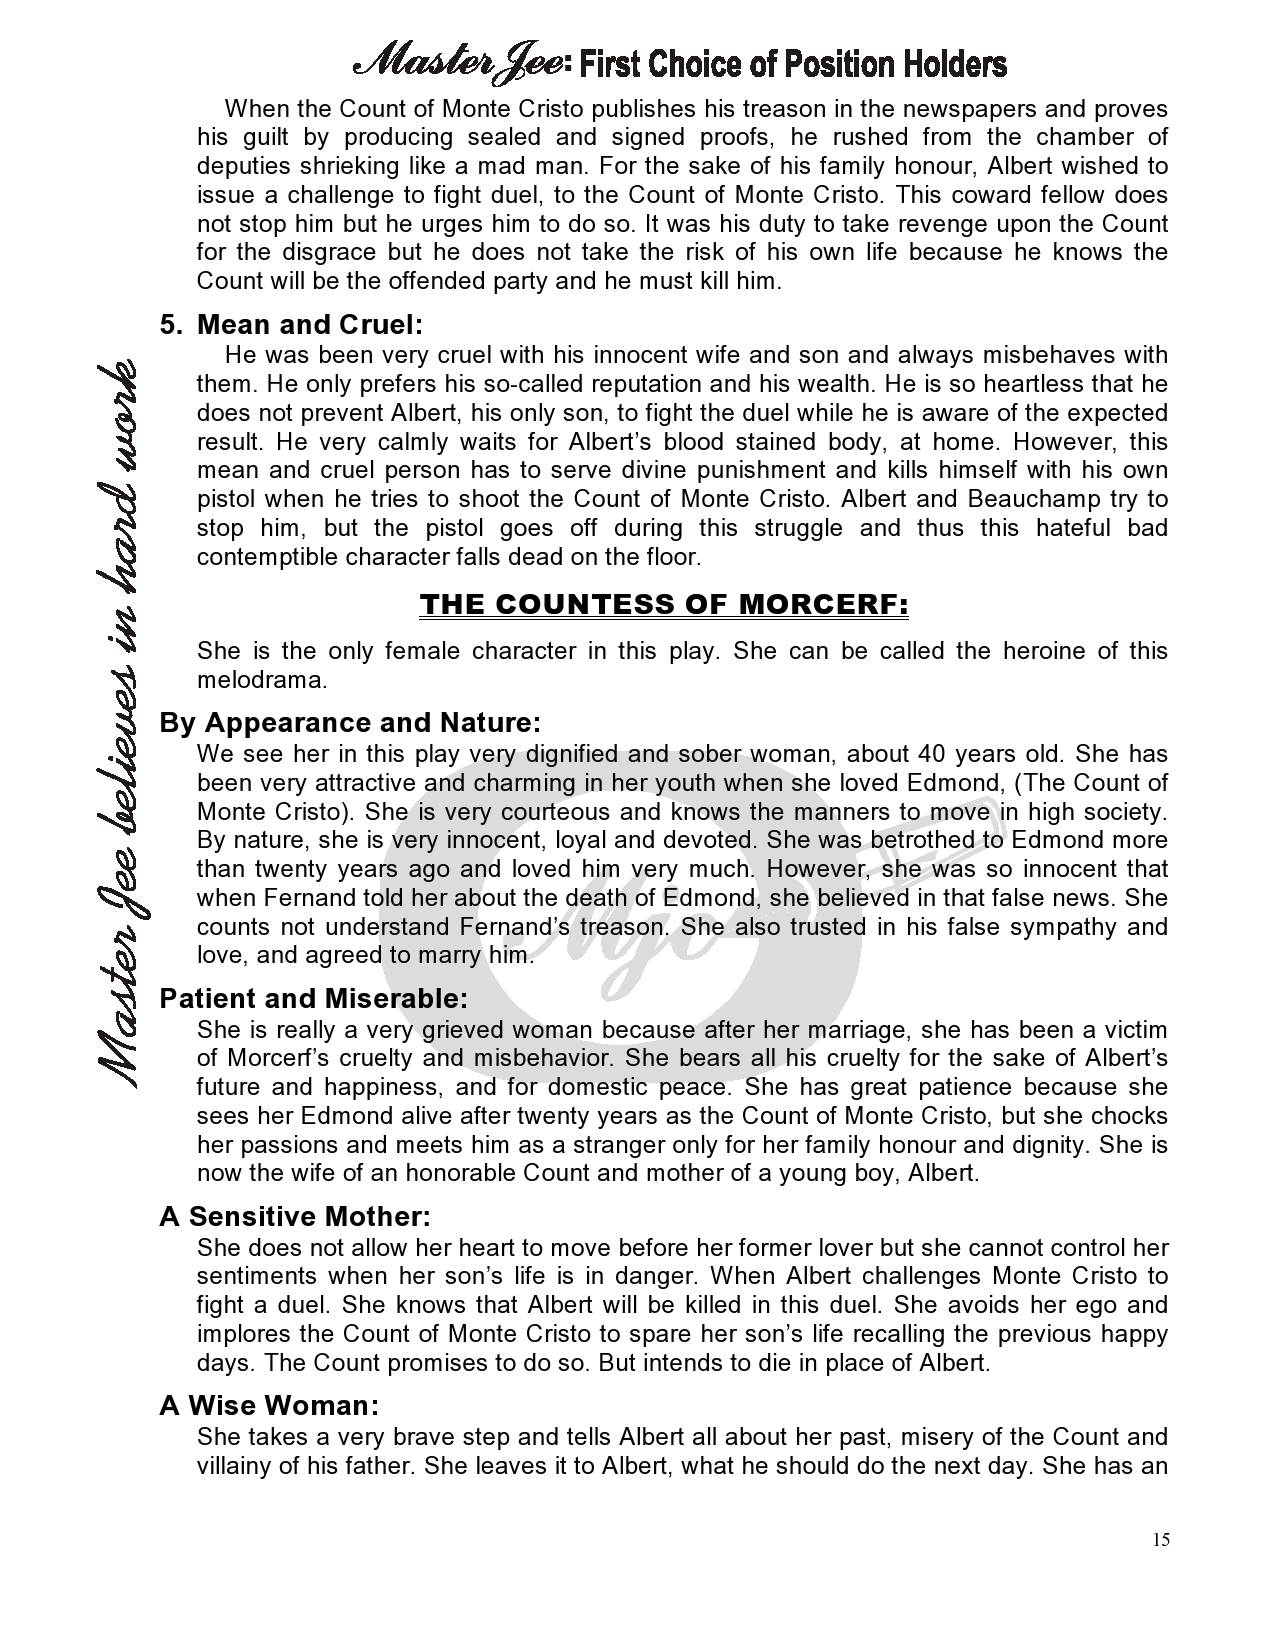 Master Jee: First Choice of Position Holders
When the Count of Monte Cristo publishes his treason in the newspapers and proves
his guilt by producing sealed and signed proofs, he rushed from the chamber of
deputies shrieking like a mad man. For the sake of his family honour, Albert wished to
issue a challenge to fight duel, to the Count of Monte Cristo. This coward fellow does
not stop him but he urges him to do so. It was his duty to take revenge upon the Count
for the disgrace but he does not take the risk of his own life because he knows the
Count will be the offended party and he must kill him.
5. Mean and Cruel:
He was been very cruel with his innocent wife and son and always misbehaves with
them. He only prefers his so-called reputation and his wealth. He is so heartless that he
does not prevent Albert, his only son, to fight the duel while he is aware of the expected
result. He very calmly waits for Albert’s blood stained body, at home. However, this
mean and cruel person has to serve divine punishment and kills himself with his own
pistol when he tries to shoot the Count of Monte Cristo. Albert and Beauchamp try to
stop him, but the pistol goes off during this struggle and thus this hateful bad
contemptible character falls dead on the floor.
THE COUNTESS OF MORCERF:
She is the only female character in this play. She can be called the heroine of this
melodrama.
By Appearance and Nature:
We see her in this play very dignified and sober woman, about 40 years old. She has
been very attractive and charming in her youth when she loved Edmond, (The Count of
Monte Cristo). She is very courteous and knows the manners to move in high society.
By nature, she is very innocent, loyal and devoted. She was betrothed to Edmond more
than twenty years ago and loved him very much. However, she was so innocent that
when Fernand told her about the death of Edmond, she believed in that false news. She
counts not understand Fernand’s treason. She also trusted in his false sympathy and
love, and agreed to marry him.
Patient and Miserable:
She is really a very grieved woman because after her marriage, she has been a victim
of Morcerf’s cruelty and misbehavior. She bears all his cruelty for the sake of Albert’s
future and happiness, and for domestic peace. She has great patience because she
sees her Edmond alive after twenty years as the Count of Monte Cristo, but she chocks
her passions and meets him as a stranger only for her family honour and dignity. She is
now the wife of an honorable Count and mother of a young boy, Albert.
A Sensitive Mother:
She does not allow her heart to move before her former lover but she cannot control her
sentiments when her son’s life is in danger. When Albert challenges Monte Cristo to
fight a duel. She knows that Albert will be killed in this duel. She avoids her ego and
implores the Count of Monte Cristo to spare her son’s life recalling the previous happy
days. The Count promises to do so. But intends to die in place of Albert.
A Wise Woman:
She takes a very brave step and tells Albert all about her past, misery of the Count and
villainy of his father. She leaves it to Albert, what he should do the next day. She has an
15
Master Jee believes in hard work
Mjc